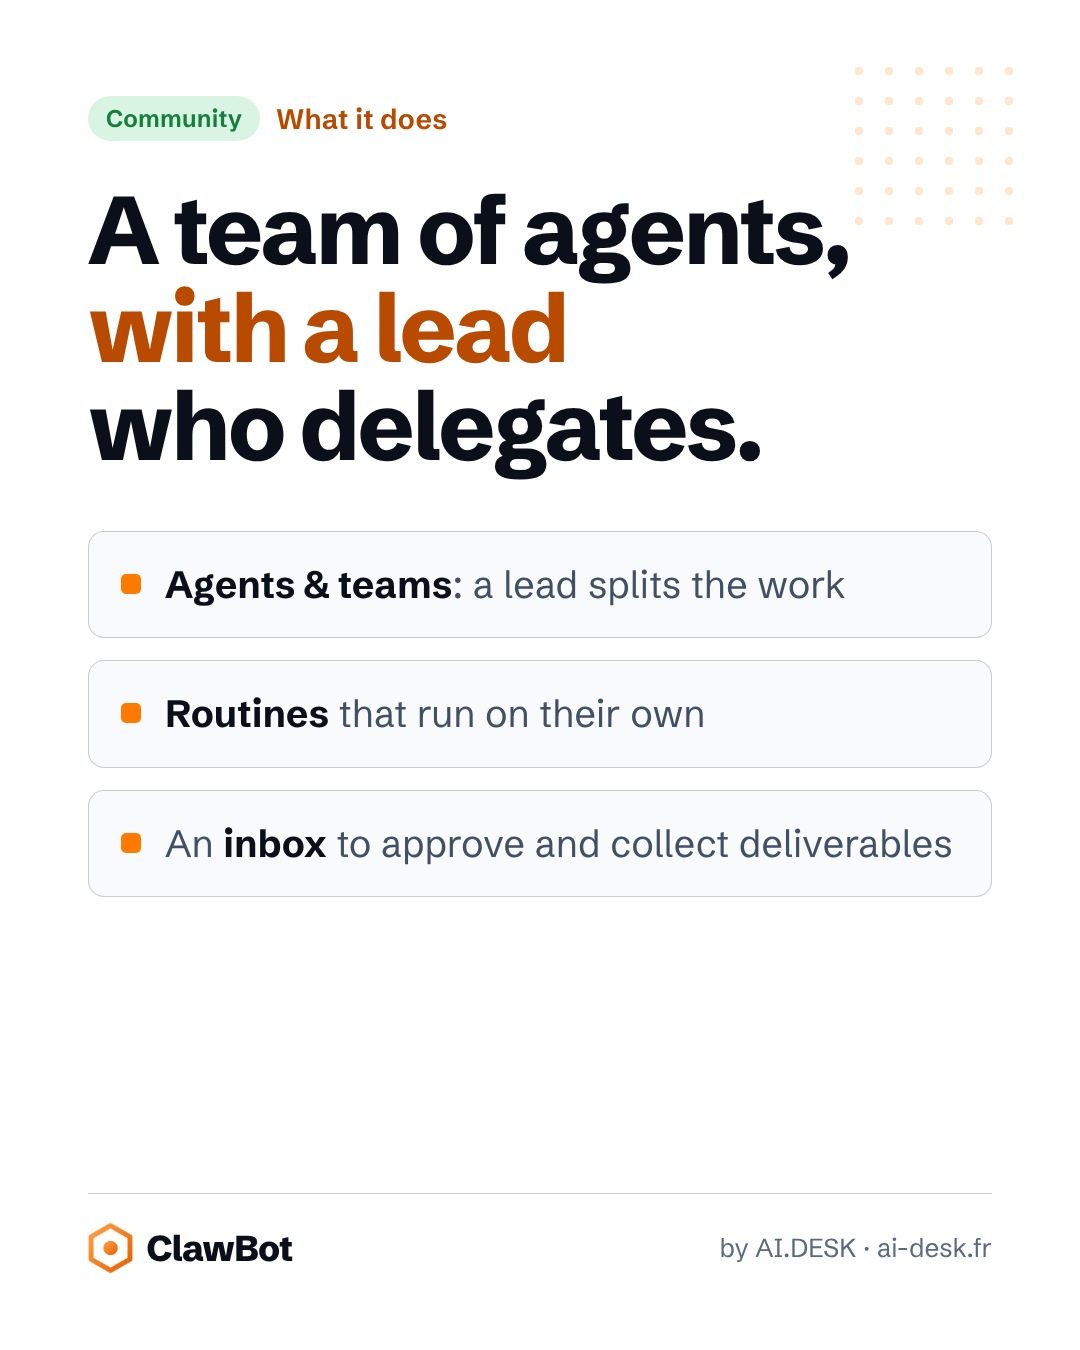 Community What it does
A team of agents,
with a lead
who delegates.
Agents & teams: a lead splits the work
Routines that run on their own
An inbox to approve and collect deliverables
ClawBot
by AI.DESK · ai-desk.fr